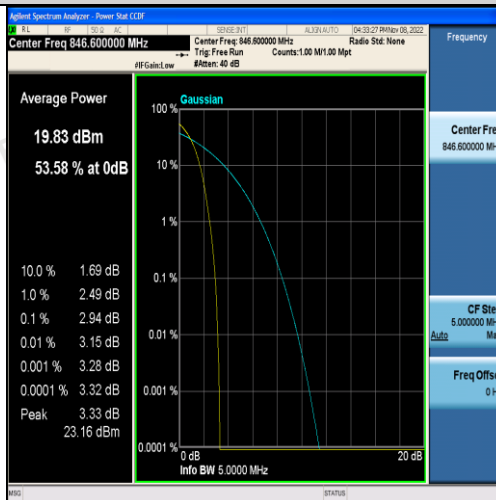 Agilent Spectrum Analyzer - Power Stat CCDF
RL RF 50 Ω AC SENSE:INT ALIGN AUTO 04:33:27 PM Nov 08, 2022
Center Freq 846.600000 MHz
Center Freq: 846.600000 MHz Radio Std: None
Trig: Free Run Counts:1.00 M/1.00 Mpt
#IFGain:Low #Atten: 40 dB
Frequency
Average Power
19.83 dBm
53.58 % at 0dB
10.0 % 1.69 dB
1.0 % 2.49 dB
0.1 % 2.94 dB
0.01 % 3.15 dB
0.001 % 3.28 dB
0.0001 % 3.32 dB
Peak 3.33 dB
23.16 dBm
Gaussian
100 %
10 %
1 %
0.1 %
0.01 %
0.001 %
0.0001 %
0 dB 20 dB
Info BW 5.0000 MHz
Center Fre
846.600000 MH
CF Ste
5.000000 MH
Auto Ma
Freq Offs
0 H
MSG STATUS